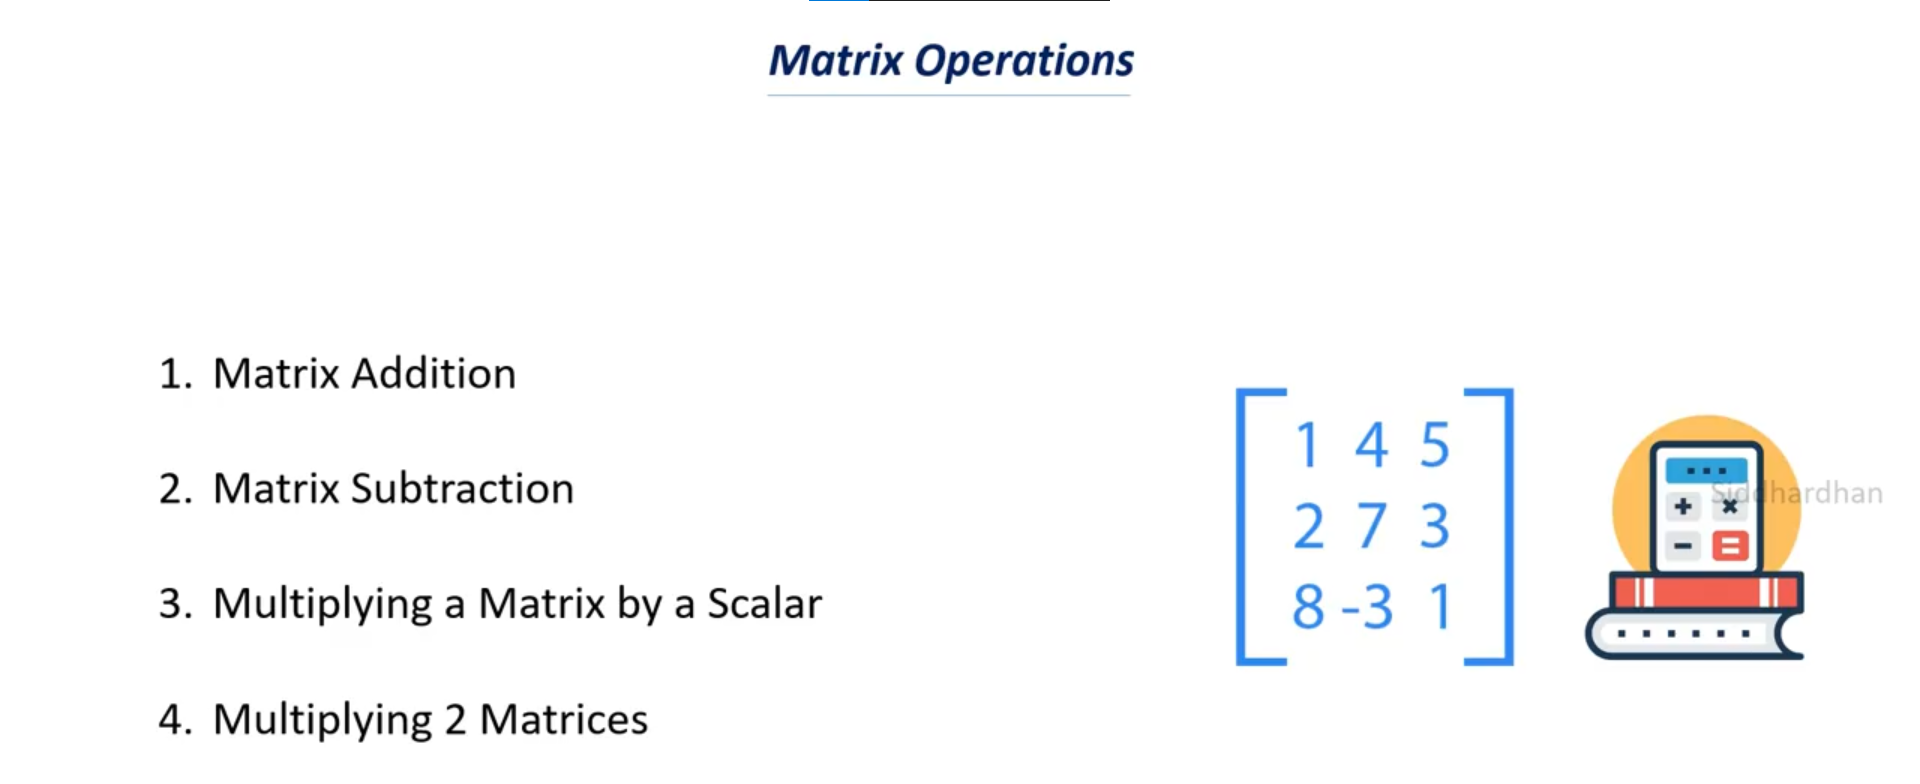 Matrix Operations
1. Matrix Addition
2. Matrix Subtraction
3. Multiplying a Matrix by a Scalar
4. Multiplying 2 Matrices
1 4 5
2 7 3
8 -3 1
Siddhardhan